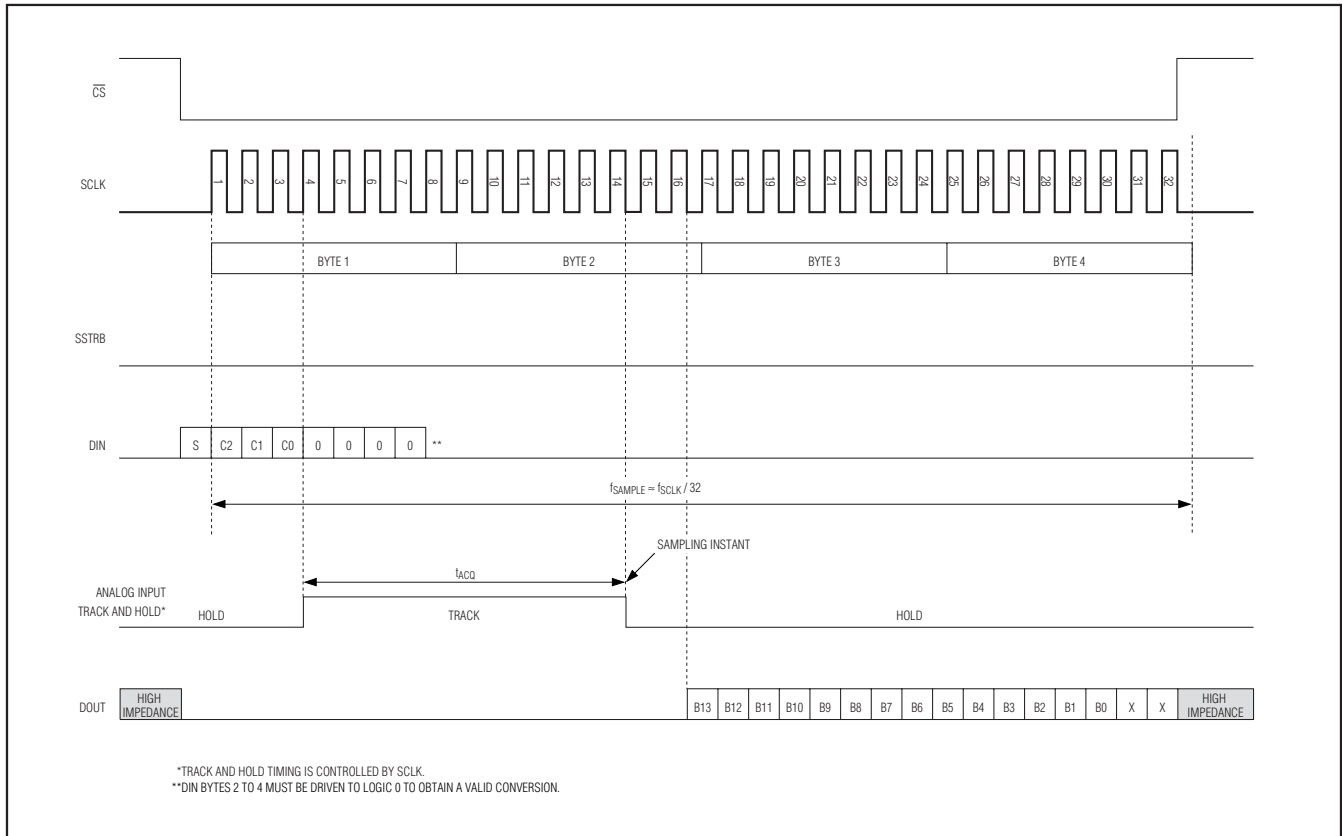 CS
SCLK
1 2 3 4 5 6 7 8 9 10 11 12 13 14 15 16 17 18 19 20 21 22 23 24 25 26 27 28 29 30 31 32
BYTE 1 BYTE 2 BYTE 3 BYTE 4
SSTRB
DIN S C2 C1 C0 0 0 0 0 **
fSAMPLE ≈ fSCLK / 32
SAMPLING INSTANT
tACQ
ANALOG INPUT
TRACK AND HOLD*
HOLD TRACK HOLD
DOUT
HIGH
IMPEDANCE
B13 B12 B11 B10 B9 B8 B7 B6 B5 B4 B3 B2 B1 B0 X X
HIGH
IMPEDANCE
*TRACK AND HOLD TIMING IS CONTROLLED BY SCLK.
**DIN BYTES 2 TO 4 MUST BE DRIVEN TO LOGIC 0 TO OBTAIN A VALID CONVERSION.